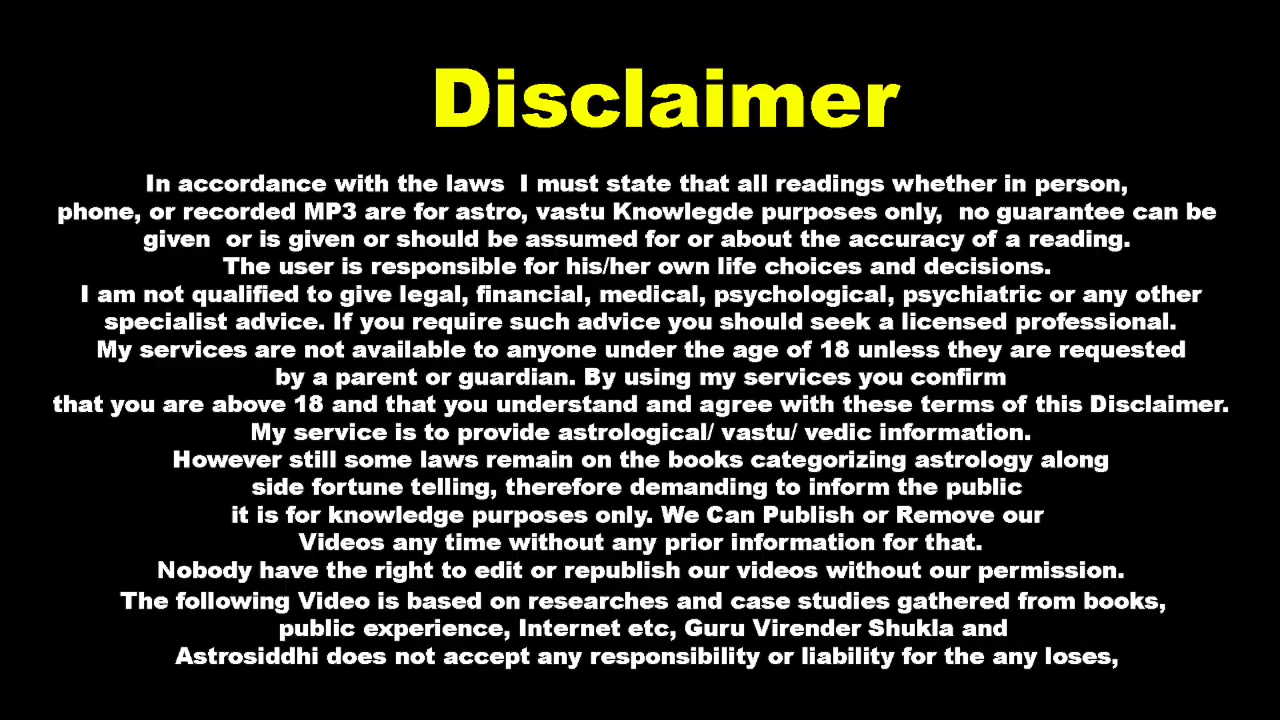 Disclaimer
In accordance with the laws  I must state that all readings whether in person,
phone, or recorded MP3 are for astro, vastu Knowlegde purposes only,  no guarantee can be
given  or is given or should be assumed for or about the accuracy of a reading.
The user is responsible for his/her own life choices and decisions.
I am not qualified to give legal, financial, medical, psychological, psychiatric or any other
specialist advice. If you require such advice you should seek a licensed professional.
My services are not available to anyone under the age of 18 unless they are requested
by a parent or guardian. By using my services you confirm
that you are above 18 and that you understand and agree with these terms of this Disclaimer.
My service is to provide astrological/ vastu/ vedic information.
However still some laws remain on the books categorizing astrology along
side fortune telling, therefore demanding to inform the public
it is for knowledge purposes only. We Can Publish or Remove our
Videos any time without any prior information for that.
Nobody have the right to edit or republish our videos without our permission.
The following Video is based on researches and case studies gathered from books,
public experience, Internet etc, Guru Virender Shukla and
Astrosiddhi does not accept any responsibility or liability for the any loses,